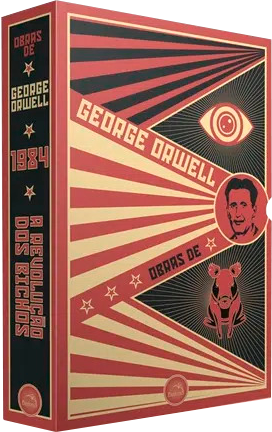 OBRAS
DE
GEORGE
ORWELL
1984
A REVOLUÇÃO
DOS BICHOS
GEORGE ORWELL
OBRAS DE